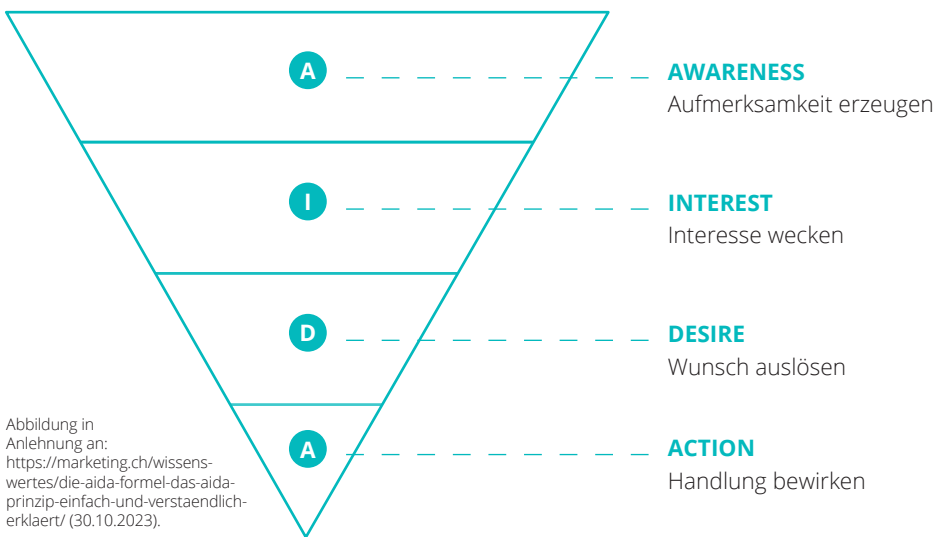 A
AWARENESS
Aufmerksamkeit erzeugen
I
INTEREST
Interesse wecken
D
DESIRE
Wunsch auslösen
A
ACTION
Handlung bewirken
Abbildung in
Anlehnung an:
https://marketing.ch/wissens-
wertes/die-aida-formel-das-aida-
prinzip-einfach-und-verstaendlich-
erklaert/ (30.10.2023).